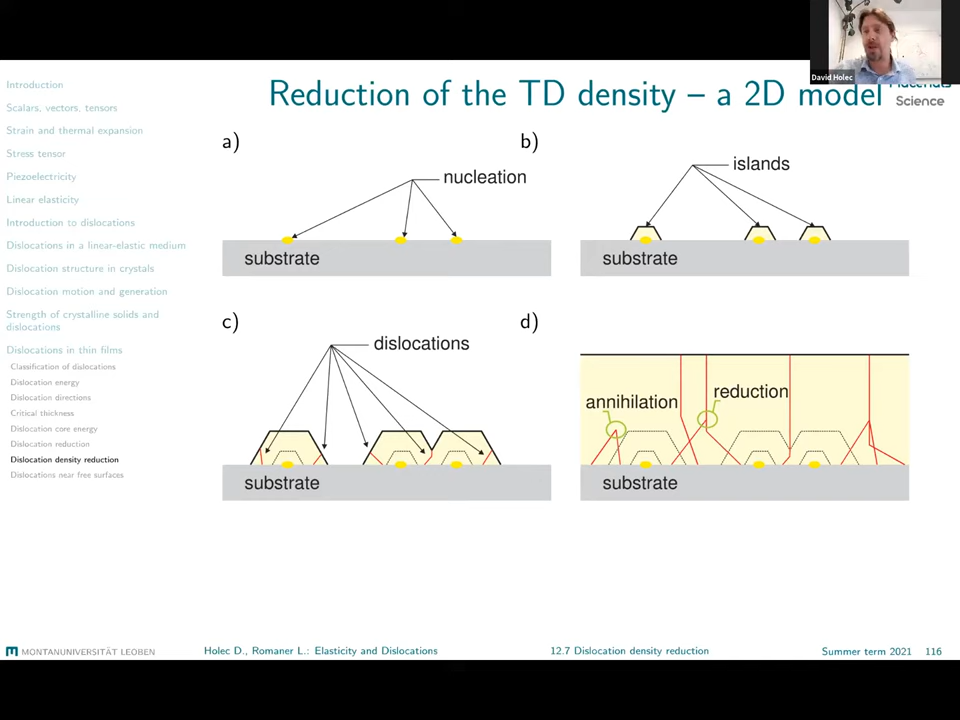 Introduction
Scalars, vectors, tensors
Strain and thermal expansion
Stress tensor
Piezoelectricity
Linear elasticity
Introduction to dislocations
Dislocations in a linear-elastic medium
Dislocation structure in crystals
Dislocation motion and generation
Strength of crystalline solids and
dislocations
Dislocations in thin films
Classification of dislocations
Dislocation energy
Dislocation directions
Critical thickness
Dislocation core energy
Dislocation reduction
Dislocation density reduction
Dislocations near free surfaces
Reduction of the TD density – a 2D model
David Holec
Materials
Science
a)
nucleation
substrate
b)
islands
substrate
c)
dislocations
substrate
d)
annihilation
reduction
substrate
MONTANUNIVERSITÄT LEOBEN
Holec D., Romaner L.: Elasticity and Dislocations
12.7 Dislocation density reduction
Summer term 2021 116